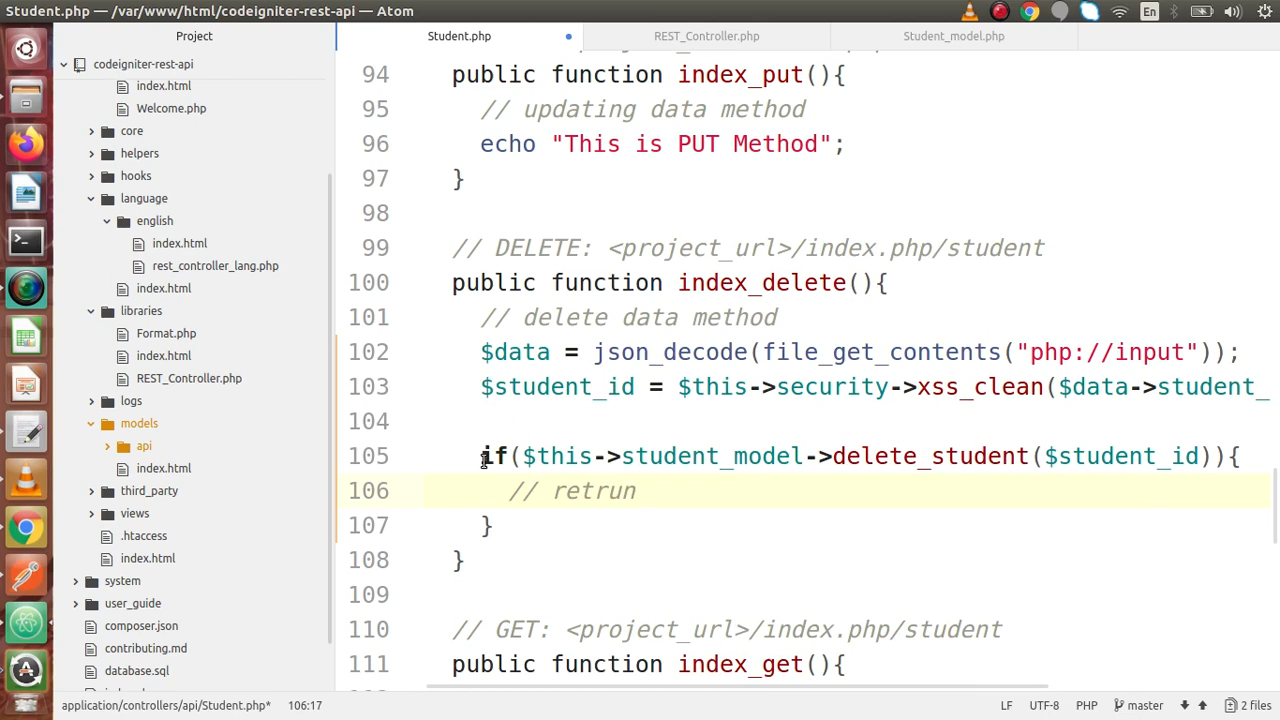 Student.php — /var/www/html/codeigniter-rest-api — Atom
En
Project
Student.php
REST_Controller.php
Student_model.php
codeigniter-rest-api
index.html
Welcome.php
core
helpers
hooks
language
english
index.html
rest_controller_lang.php
index.html
libraries
Format.php
index.html
REST_Controller.php
logs
models
api
index.html
third_party
views
.htaccess
index.html
system
user_guide
composer.json
contributing.md
database.sql
94 public function index_put(){
95 // updating data method
96 echo "This is PUT Method";
97 }
98
99 // DELETE: <project_url>/index.php/student
100 public function index_delete(){
101 // delete data method
102 $data = json_decode(file_get_contents("php://input"));
103 $student_id = $this->security->xss_clean($data->student_
104
105 if($this->student_model->delete_student($student_id)){
106 // retrun
107 }
108 }
109
110 // GET: <project_url>/index.php/student
111 public function index_get(){
application/controllers/api/Student.php* 106:17 LF UTF-8 PHP master 2 files